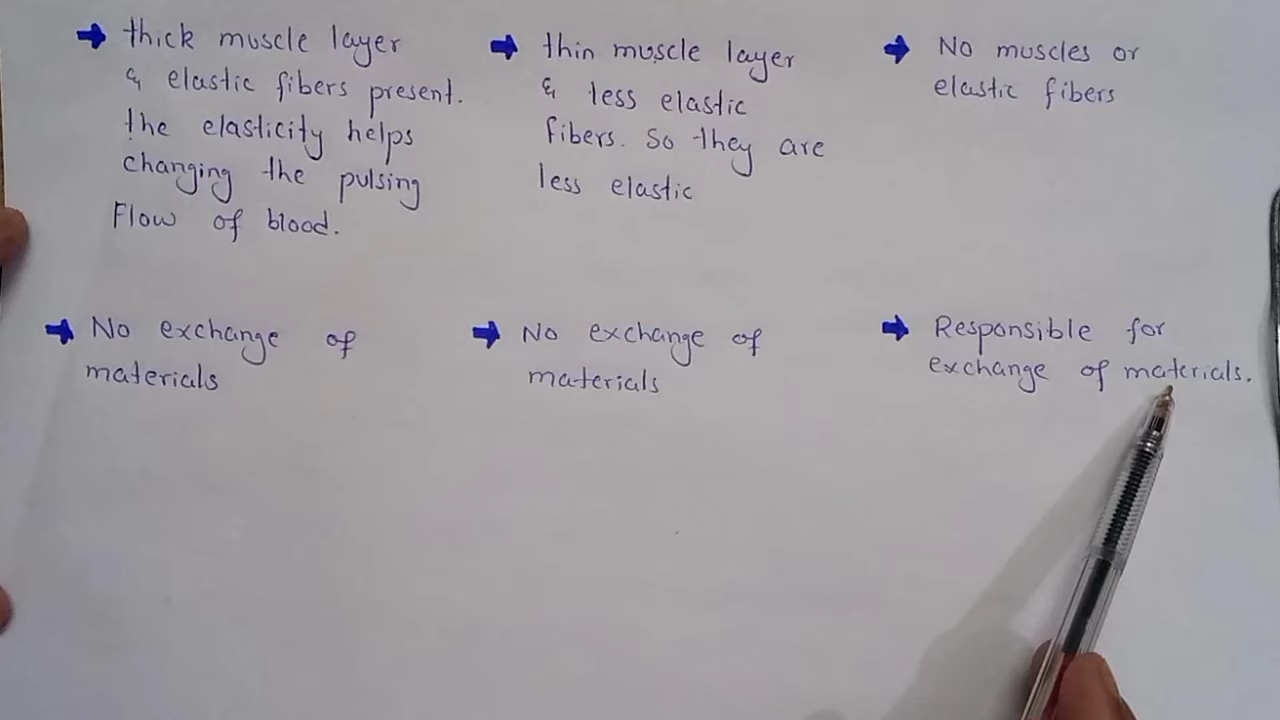 thick muscle layer
& elastic fibers present.
the elasticity helps
changing the pulsing
Flow of blood.
thin muscle layer
& less elastic
fibers. So they are
less elastic
No muscles or
elastic fibers
No exchange of
materials
No exchange of
materials
Responsible for
exchange of materials.